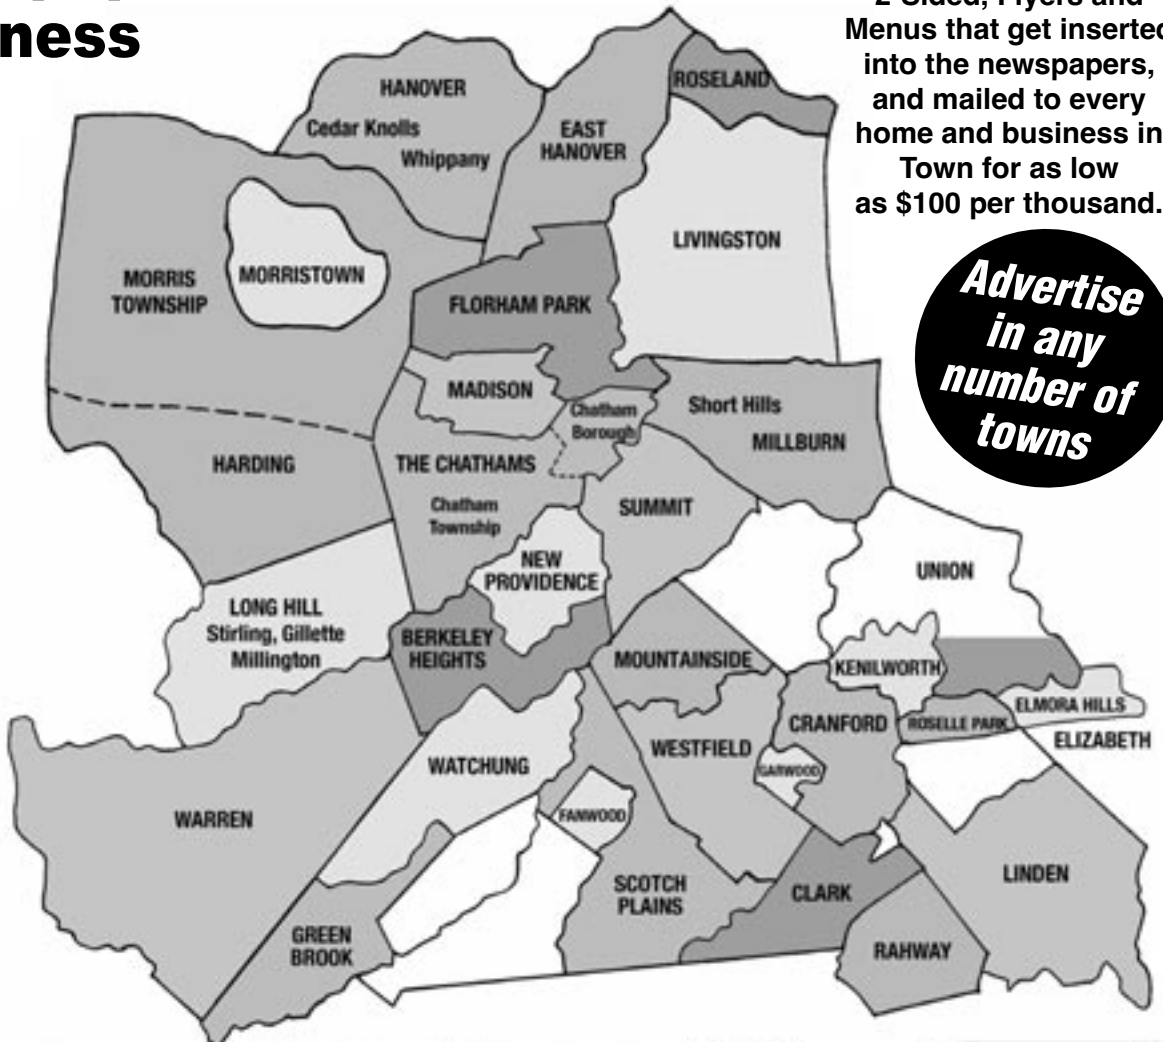 ness
2-Sided, Flyers and
Menus that get inserted
into the newspapers,
and mailed to every
home and business in
Town for as low
as $100 per thousand.
Advertise
in any
number of
towns
HANOVER
Cedar Knolls
Whippany
EAST
HANOVER
ROSELAND
LIVINGSTON
MORRIS
TOWNSHIP
MORRISTOWN
FLORHAM PARK
MADISON
Chatham
Borough
Short Hills
MILLBURN
HARDING
THE CHATHAMS
Chatham
Township
SUMMIT
NEW
PROVIDENCE
UNION
LONG HILL
Stirling, Gillette
Millington
BERKELEY
HEIGHTS
MOUNTAINSIDE
KENILWORTH
ELMORA HILLS
ROSELLE PARK
ELIZABETH
CRANFORD
WESTFIELD
GARWOOD
WATCHUNG
WARREN
FANWOOD
SCOTCH
PLAINS
CLARK
LINDEN
GREEN
BROOK
RAHWAY